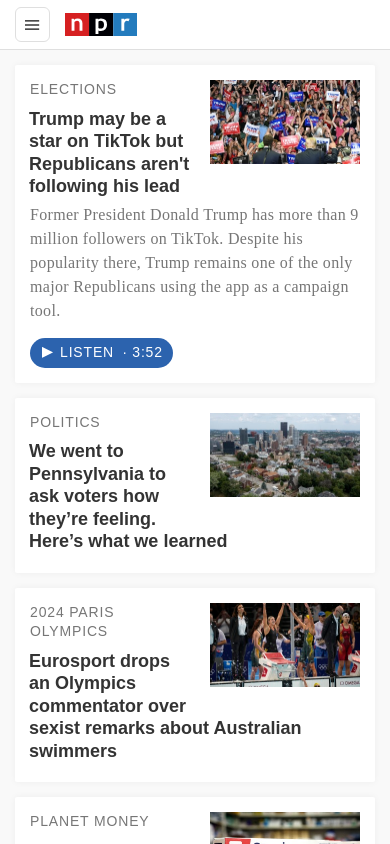 npr
ELECTIONS
Trump may be a
star on TikTok but
Republicans aren't
following his lead
Former President Donald Trump has more than 9
million followers on TikTok. Despite his
popularity there, Trump remains one of the only
major Republicans using the app as a campaign
tool.
LISTEN · 3:52
POLITICS
We went to
Pennsylvania to
ask voters how
they’re feeling.
Here’s what we learned
2024 PARIS
OLYMPICS
Eurosport drops
an Olympics
commentator over
sexist remarks about Australian
swimmers
PLANET MONEY